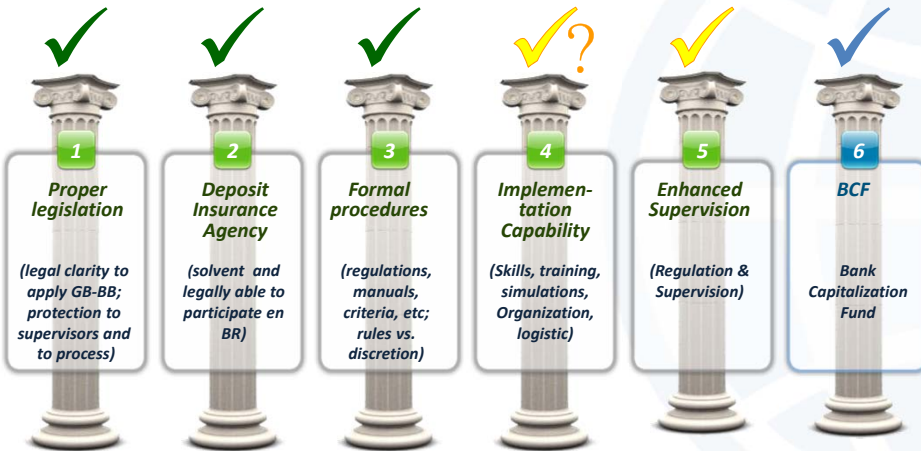 ?
1
Proper
legislation
(legal clarity to
apply GB-BB;
protection to
supervisors and
to process)
2
Deposit
Insurance
Agency
(solvent and
legally able to
participate en
BR)
3
Formal
procedures
(regulations,
manuals,
criteria, etc;
rules vs.
discretion)
4
Implemen-
tation
Capability
(Skills, training,
simulations,
Organization,
logistic)
5
Enhanced
Supervision
(Regulation &
Supervision)
6
BCF
Bank
Capitalization
Fund